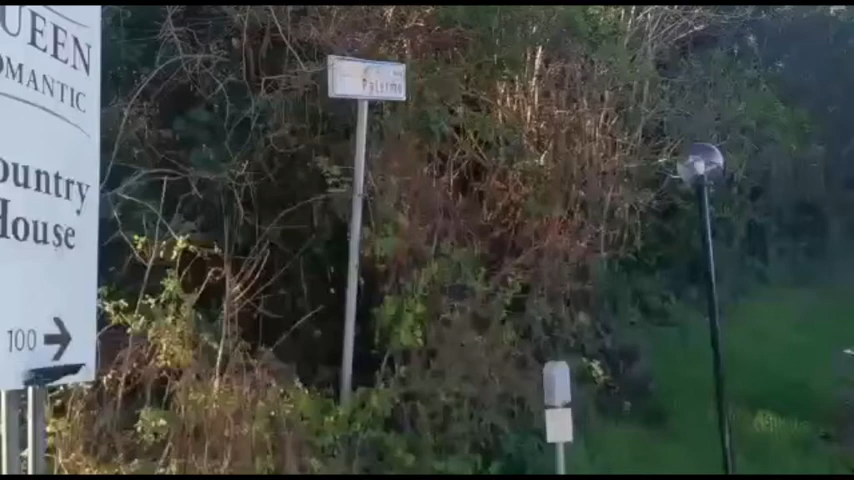 UEEN
OMANTIC
ountry
House
100
Palermo